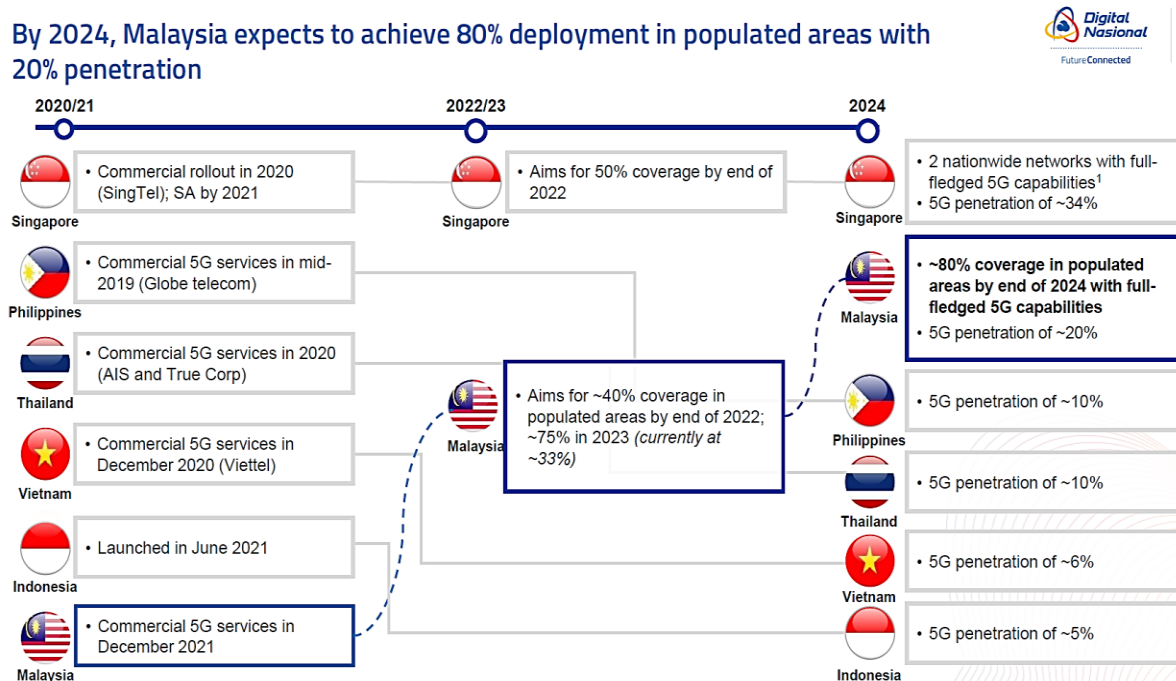 By 2024, Malaysia expects to achieve 80% deployment in populated areas with
20% penetration
Digital
Nasional
FutureConnected
2020/21
2022/23
2024
Singapore
• Commercial rollout in 2020
(SingTel); SA by 2021
Singapore
• Aims for 50% coverage by end of
2022
Singapore
• 2 nationwide networks with full-
fledged 5G capabilities¹
• 5G penetration of ~34%
Philippines
• Commercial 5G services in mid-
2019 (Globe telecom)
Malaysia
• ~80% coverage in populated
areas by end of 2024 with full-
fledged 5G capabilities
• 5G penetration of ~20%
Thailand
• Commercial 5G services in 2020
(AIS and True Corp)
Malaysia
• Aims for ~40% coverage in
populated areas by end of 2022;
~75% in 2023 (currently at
~33%)
Philippines
• 5G penetration of ~10%
Vietnam
• Commercial 5G services in
December 2020 (Viettel)
Thailand
• 5G penetration of ~10%
Indonesia
• Launched in June 2021
Vietnam
• 5G penetration of ~6%
Malaysia
• Commercial 5G services in
December 2021
Indonesia
• 5G penetration of ~5%